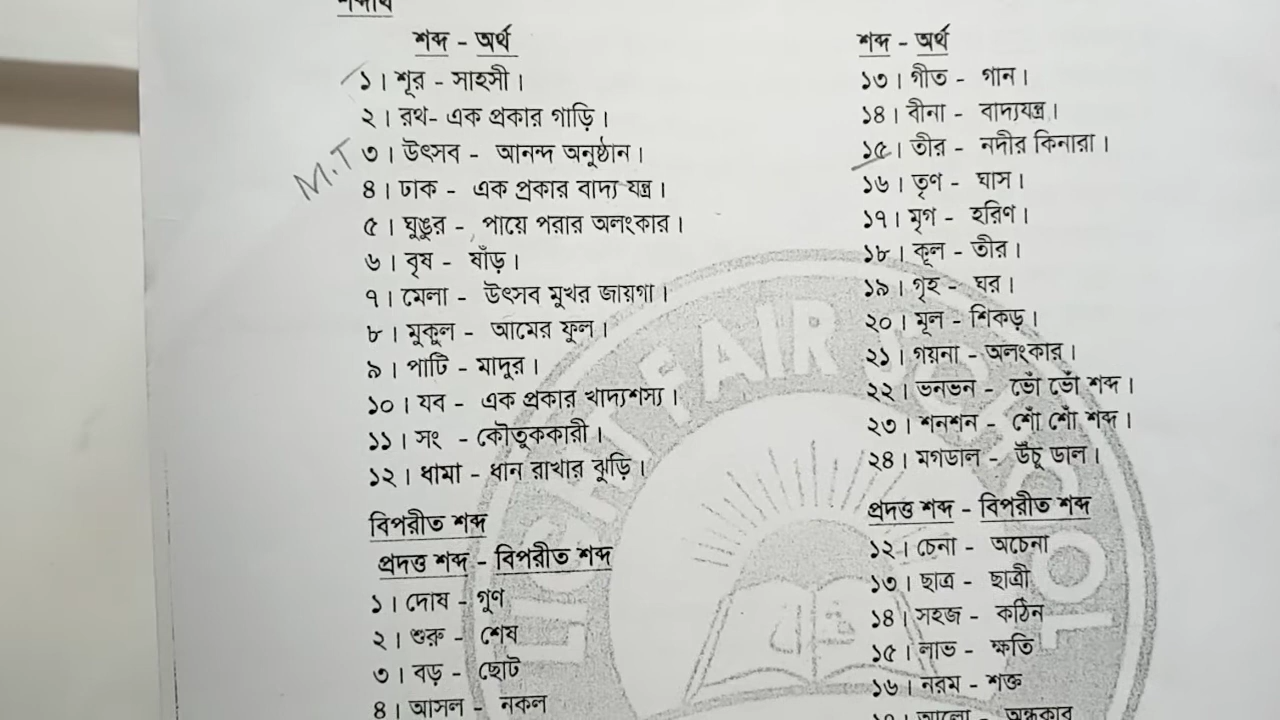 শব্দ - অর্থ
১। শূর - সাহসী।
২। রথ- এক প্রকার গাড়ি।
M.T
৩। উৎসব - আনন্দ অনুষ্ঠান।
৪। ঢাক - এক প্রকার বাদ্য যন্ত্র।
৫। ঘুঙুর - পায়ে পরার অলংকার।
৬। বৃষ - ষাঁড়।
৭। মেলা - উৎসব মুখর জায়গা।
৮। মুকুল - আমের ফুল।
৯। পাটি - মাদুর।
১০। যব - এক প্রকার খাদ্যশস্য।
১১। সং - কৌতুককারী।
১২। ধামা - ধান রাখার ঝুড়ি।
বিপরীত শব্দ
প্রদত্ত শব্দ - বিপরীত শব্দ
১। দোষ - গুণ
২। শুরু - শেষ
৩। বড় - ছোট
৪। আসল - নকল
শব্দ - অর্থ
১৩। গীত - গান।
১৪। বীনা - বাদ্যযন্ত্র।
১৫। তীর - নদীর কিনারা।
১৬। তৃণ - ঘাস।
১৭। মৃগ - হরিণ।
১৮। কূল - তীর।
১৯। গৃহ - ঘর।
২০। মূল - শিকড়।
২১। গয়না - অলংকার।
২২। ভনভন - ভোঁ ভোঁ শব্দ।
২৩। শনশন - শোঁ শোঁ শব্দ।
২৪। মগডাল - উঁচু ডাল।
প্রদত্ত শব্দ - বিপরীত শব্দ
১২। চেনা - অচেনা
১৩। ছাত্র - ছাত্রী
১৪। সহজ - কঠিন
১৫। লাভ - ক্ষতি
১৬। নরম - শক্ত
১৭। আলো - অন্ধকার